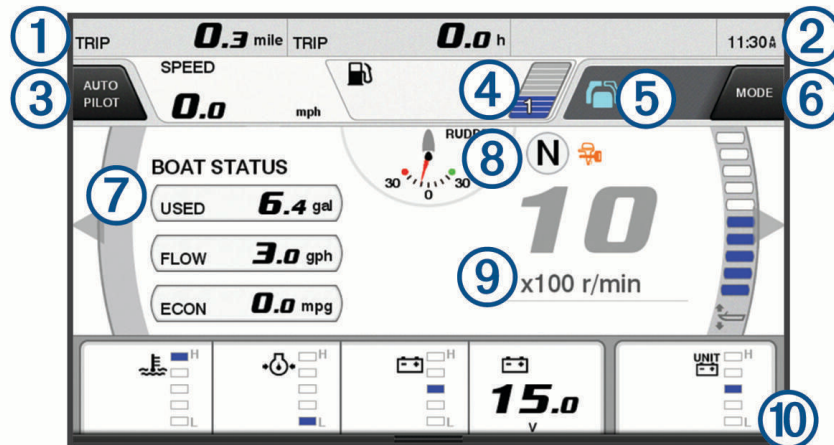 1 TRIP 0.3 mile TRIP 0.0 h 11:30A 2
3 AUTO PILOT SPEED 0.0 mph 4 1 5 MODE 6
8 N
30 0 30
7 BOAT STATUS
USED 6.4 gal
FLOW 3.0 gph
ECON 0.0 mpg
10
9 x100 r/min
H H H UNIT H
15.0
L L L V L
10